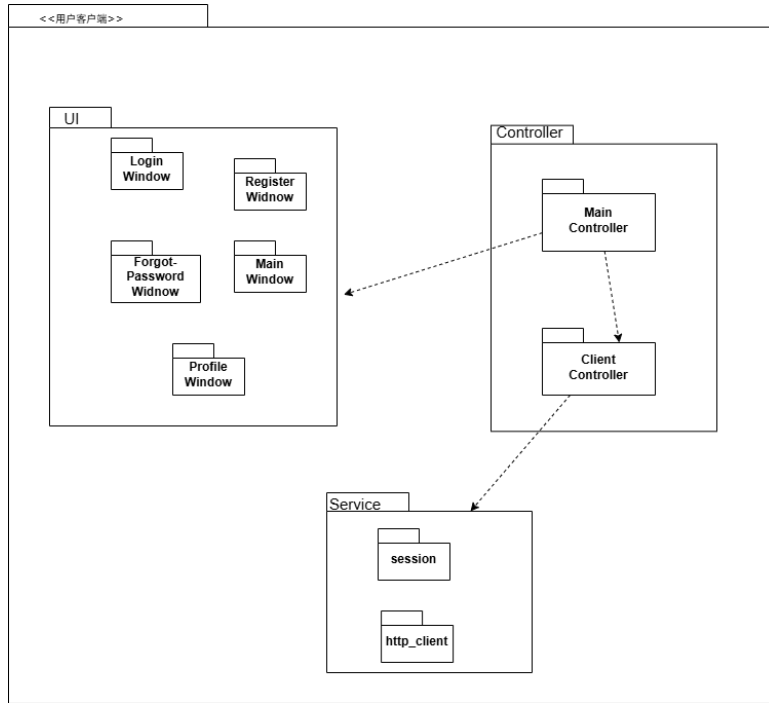 <<用户客户端>>
UI
Login
Window
Register
Widnow
Forgot-
Password
Widnow
Main
Window
Profile
Window
Controller
Main
Controller
Client
Controller
Service
session
http_client